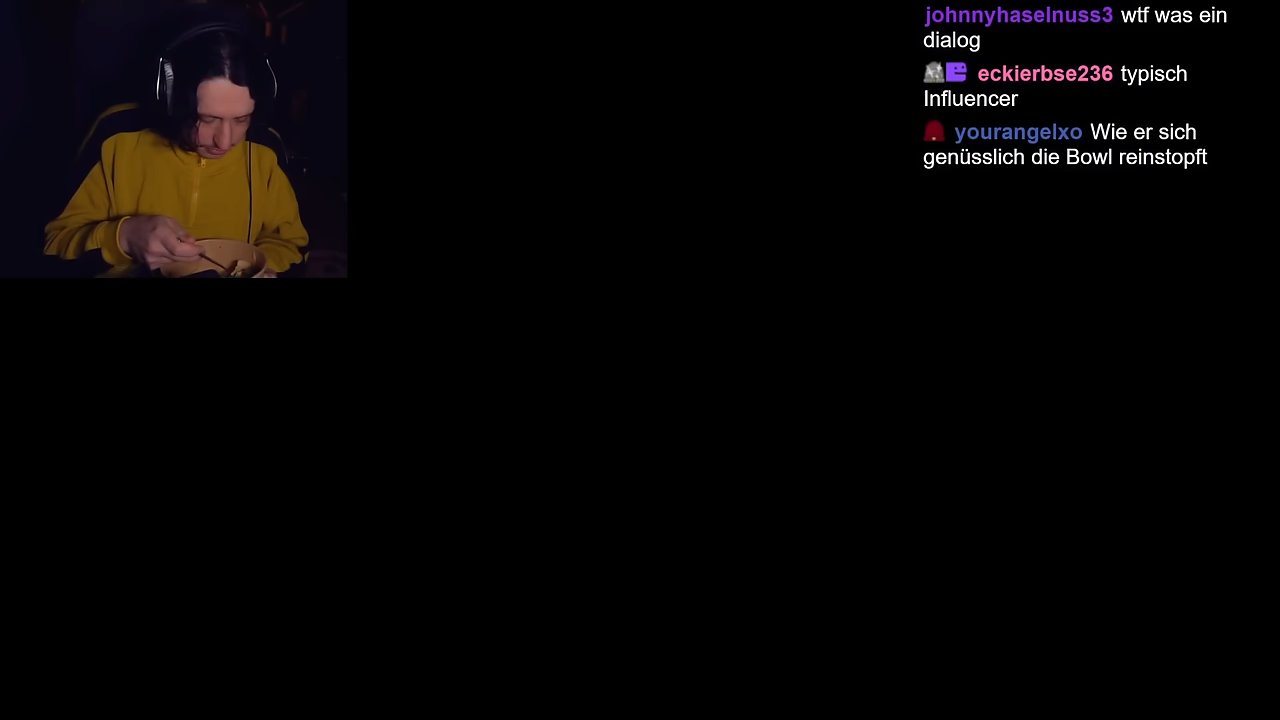 johnnyhaselnuss3 wtf was ein
dialog
eckierbse236 typisch
Influencer
yourangelxo Wie er sich
genüsslich die Bowl reinstopft